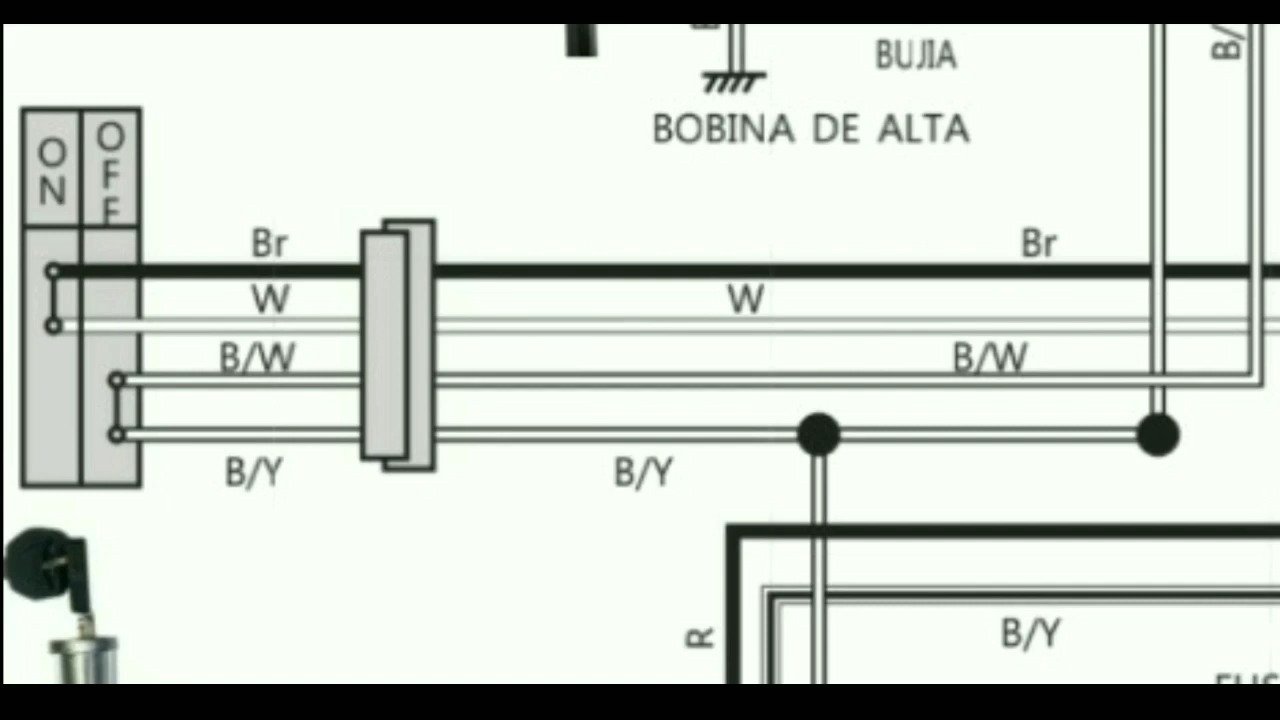 BUJIA
BOBINA DE ALTA
ON
OFF
Br
Br
W
W
B/W
B/W
B/Y
B/Y
R
B/Y
B/